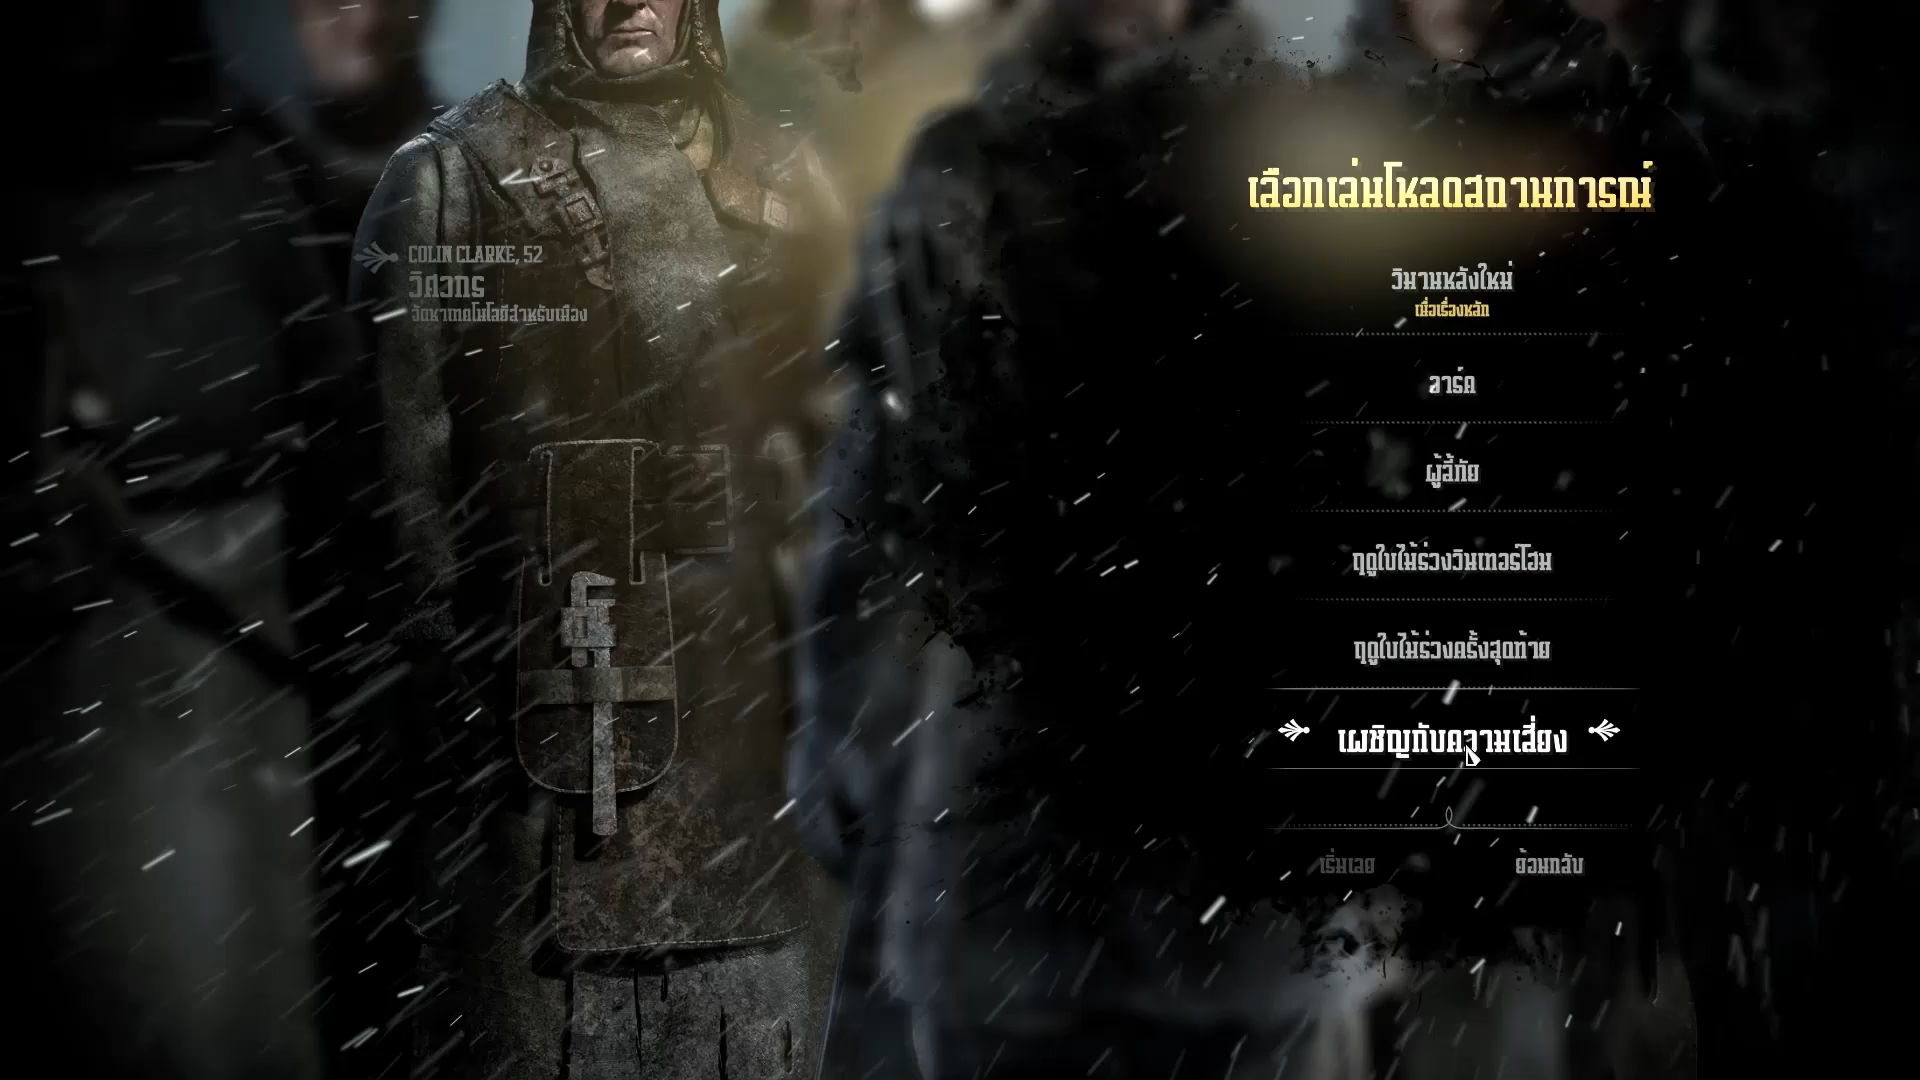 เลือกเล่นโหลดสถานการณ์
COLIN CLARKE, 52
วิศวกร
จัดหาเทคโนโลยีสำหรับเมือง
วิมานหลังใหม่
เนื้อเรื่องหลัก
อาร์ค
ผู้ลี้ภัย
ฤดูใบไม้ร่วงวินเทอร์โฮม
ฤดูใบไม้ร่วงครั้งสุดท้าย
เผชิญกับความเสี่ยง
เริ่มเลย
ย้อนกลับ